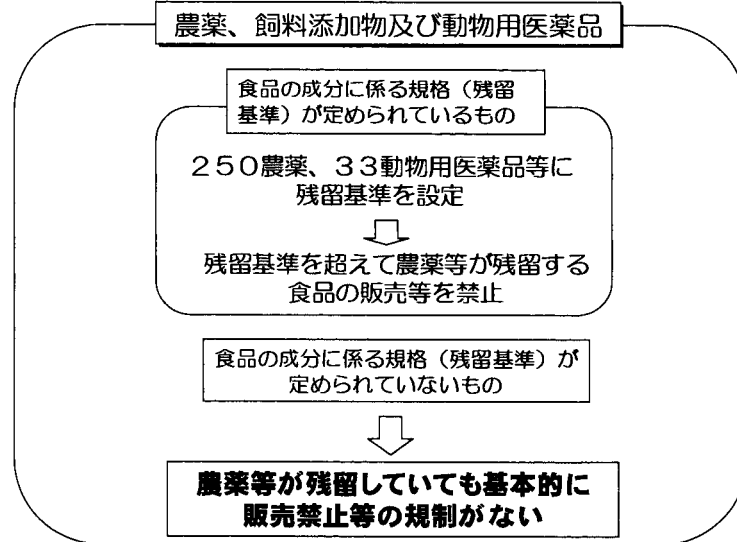 農薬、飼料添加物及び動物用医薬品
食品の成分に係る規格（残留
基準）が定められているもの
２５０農薬、３３動物用医薬品等に
残留基準を設定
残留基準を超えて農薬等が残留する
食品の販売等を禁止
食品の成分に係る規格（残留基準）が
定められていないもの
農薬等が残留していても基本的に
販売禁止等の規制がない